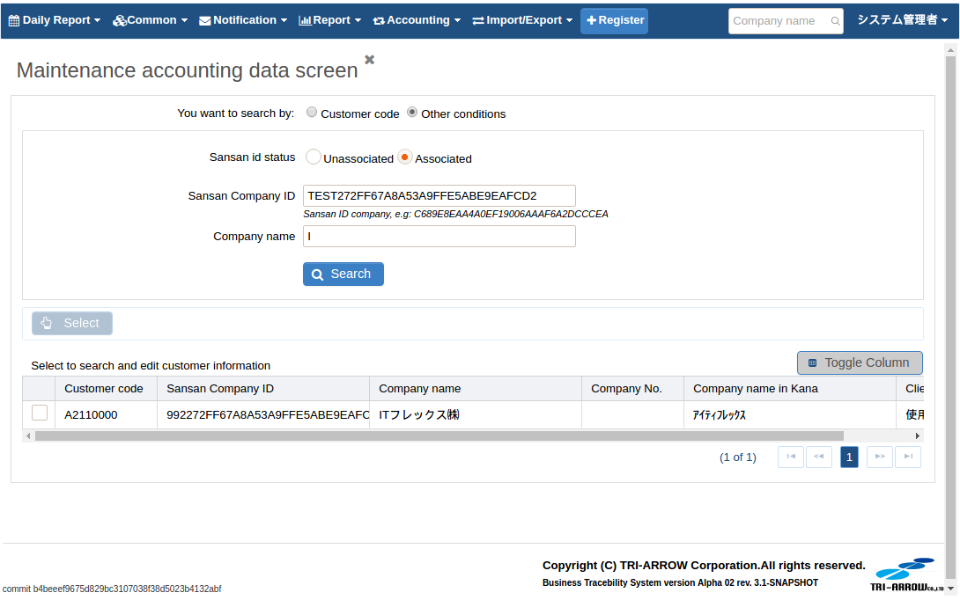 Daily Report Common Notification Report Accounting Import/Export Register Company name システム管理者
Maintenance accounting data screen
You want to search by: Customer code Other conditions
Sansan id status Unassociated Associated
Sansan Company ID TEST272FF67A8A53A9FFE5ABE9EAFCD2
Sansan ID company, e.g: C689E8EAA4A0EF19006AAAF6A2DCCCEA
Company name I
Search
Select
Select to search and edit customer information Toggle Column
Customer code Sansan Company ID Company name Company No. Company name in Kana Clie
A2110000 992272FF67A8A53A9FFE5ABE9EAFC ITフレックス㈱ ｱｲﾃｨﾌﾚｯｸｽ 使用
(1 of 1) 1
Copyright (C) TRI-ARROW Corporation.All rights reserved.
Business Tracebility System version Alpha 02 rev. 3.1-SNAPSHOT
TRI-ARROW CO.,LTD
commit b4beeef9675d829bc3107038f38d5023b4132abf